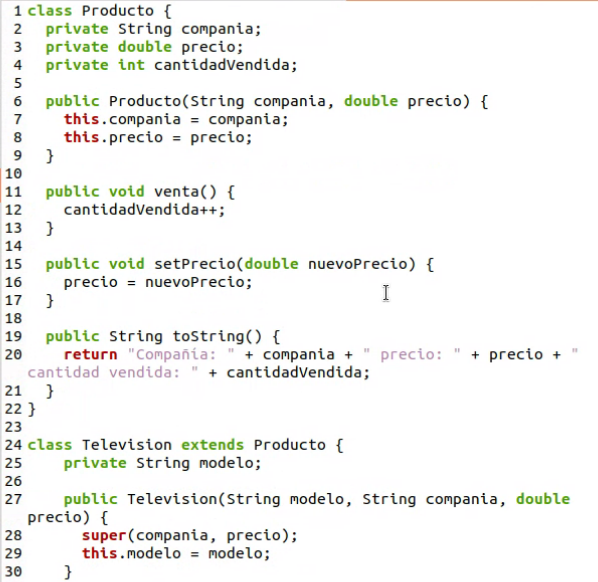 1 class Producto {
2   private String compania;
3   private double precio;
4   private int cantidadVendida;
5
6   public Producto(String compania, double precio) {
7     this.compania = compania;
8     this.precio = precio;
9   }
10
11   public void venta() {
12     cantidadVendida++;
13   }
14
15   public void setPrecio(double nuevoPrecio) {
16     precio = nuevoPrecio;
17   }
18
19   public String toString() {
20     return "Compañia: " + compania + " precio: " + precio + "
cantidad vendida: " + cantidadVendida;
21   }
22 }
23
24 class Television extends Producto {
25     private String modelo;
26
27     public Television(String modelo, String compania, double
precio) {
28       super(compania, precio);
29       this.modelo = modelo;
30     }